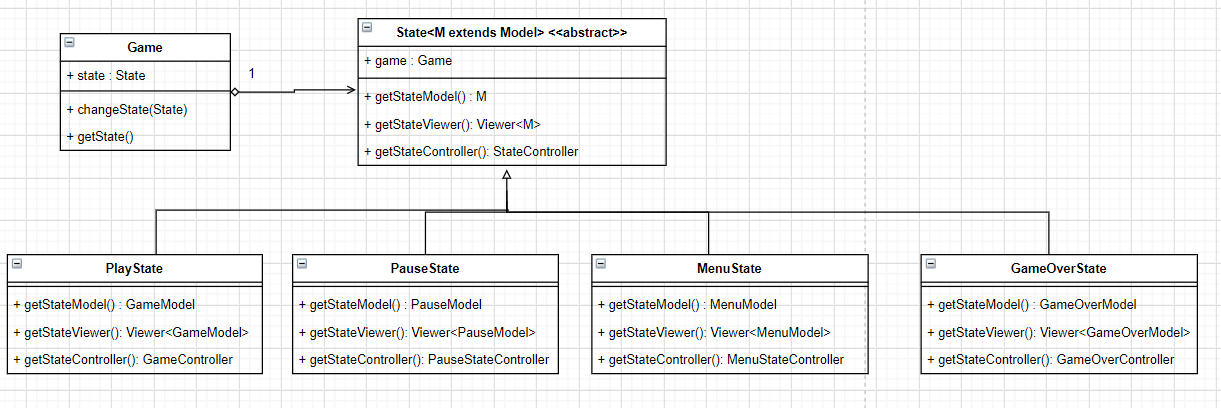 Game
+ state : State
+ changeState(State)
+ getState()
1
State<M extends Model> <<abstract>>
+ game : Game
+ getStateModel() : M
+ getStateViewer(): Viewer<M>
+ getStateController(): StateController
PlayState
+ getStateModel() : GameModel
+ getStateViewer(): Viewer<GameModel>
+ getStateController(): GameController
PauseState
+ getStateModel() : PauseModel
+ getStateViewer(): Viewer<PauseModel>
+ getStateController(): PauseStateController
MenuState
+ getStateModel() : MenuModel
+ getStateViewer(): Viewer<MenuModel>
+ getStateController(): MenuStateController
GameOverState
+ getStateModel() : GameOverModel
+ getStateViewer(): Viewer<GameOverModel>
+ getStateController(): GameOverController